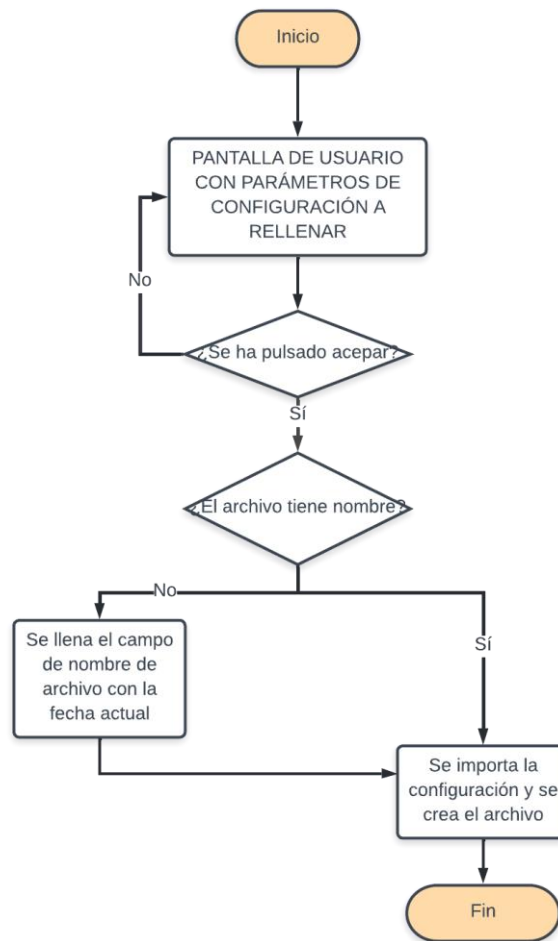 Inicio
PANTALLA DE USUARIO
CON PARÁMETROS DE
CONFIGURACIÓN A
RELLENAR
No
¿Se ha pulsado acepar?
Sí
¿El archivo tiene nombre?
No
Se llena el campo
de nombre de
archivo con la
fecha actual
Sí
Se importa la
configuración y se
crea el archivo
Fin